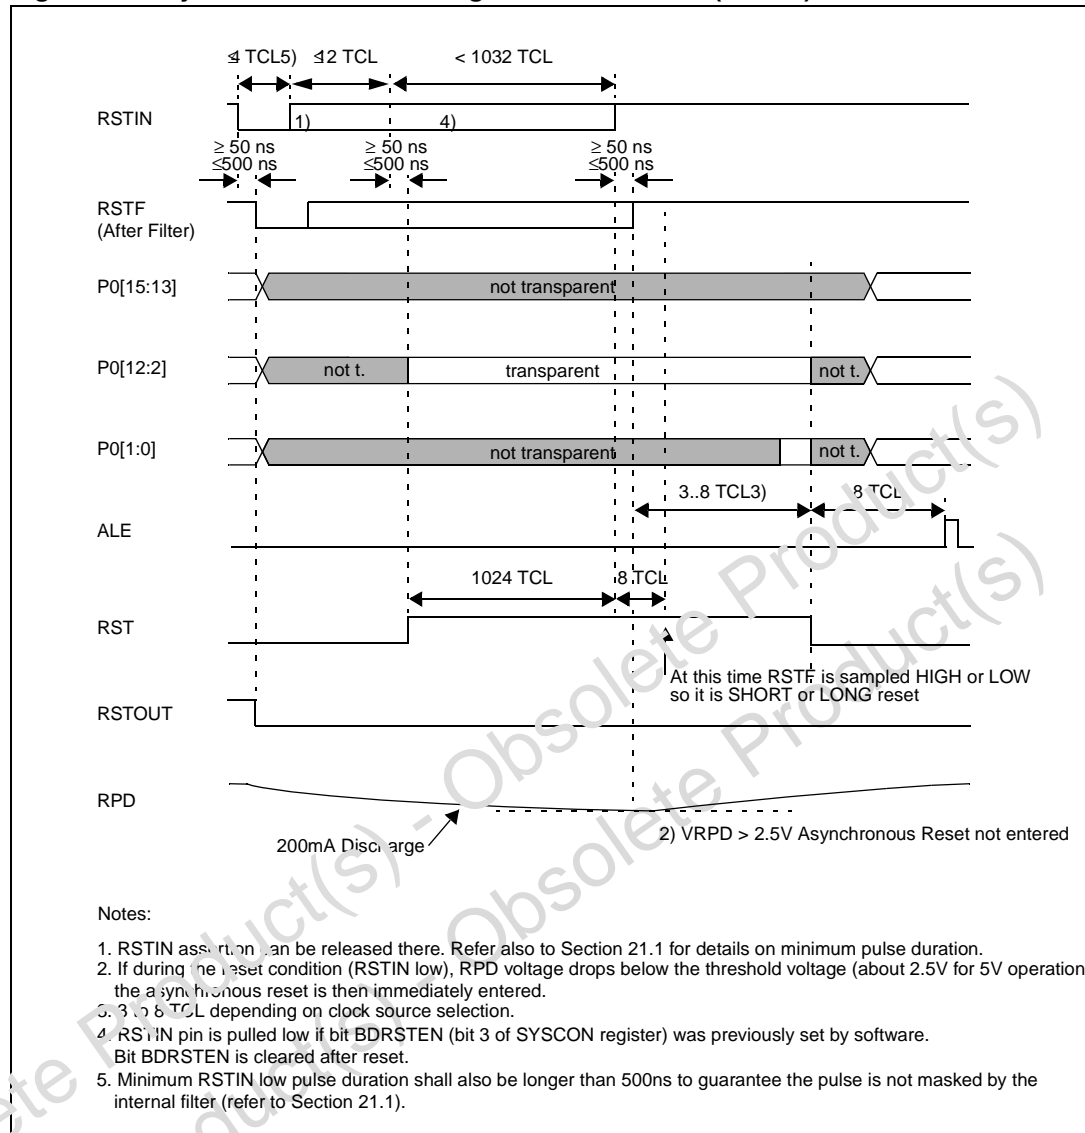 ≤4 TCL5) ≤12 TCL < 1032 TCL
RSTIN
1) 4)
≥ 50 ns ≥ 50 ns ≥ 50 ns
≤500 ns ≤500 ns ≤500 ns
RSTF
(After Filter)
P0[15:13] not transparent
P0[12:2] not t. transparent not t.
P0[1:0] not transparent not t.
3..8 TCL3) 8 TCL
ALE
1024 TCL 8 TCL
RST
At this time RSTF is sampled HIGH or LOW
so it is SHORT or LONG reset
RSTOUT
RPD
200mA Discharge
2) VRPD > 2.5V Asynchronous Reset not entered
Notes:
1. RSTIN assertion can be released there. Refer also to Section 21.1 for details on minimum pulse duration.
2. If during the reset condition (RSTIN low), RPD voltage drops below the threshold voltage (about 2.5V for 5V operation
the asynchronous reset is then immediately entered.
3. 3 to 8 TCL depending on clock source selection.
4. RSTIN pin is pulled low if bit BDRSTEN (bit 3 of SYSCON register) was previously set by software.
Bit BDRSTEN is cleared after reset.
5. Minimum RSTIN low pulse duration shall also be longer than 500ns to guarantee the pulse is not masked by the
internal filter (refer to Section 21.1).
Obsolete Product(s)
Obsolete Product(s)
ete Product(s) -